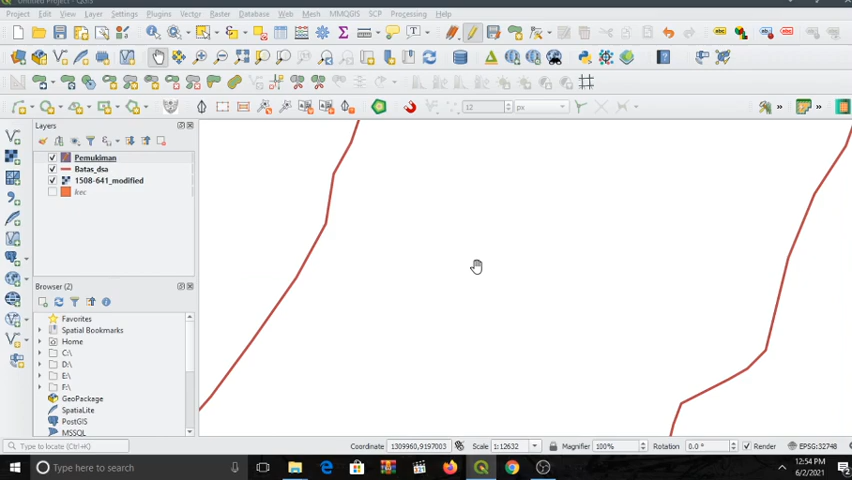 Untitled Project - QGIS
Project Edit View Layer Settings Plugins Vector Raster Database Web Mesh MMQGIS SCP Processing Help
12 px
Layers
Pemukiman
Batas_dsa
1508-641_modified
kec
Browser (2)
Favorites
Spatial Bookmarks
Home
C:\
D:\
E:\
F:\
GeoPackage
SpatiaLite
PostGIS
MSSQL
Type to locate (Ctrl+K)
Coordinate 1309960,9197003 Scale 1:12632 Magnifier 100% Rotation 0.0 ° Render EPSG:32748
Type here to search
12:54 PM
6/2/2021